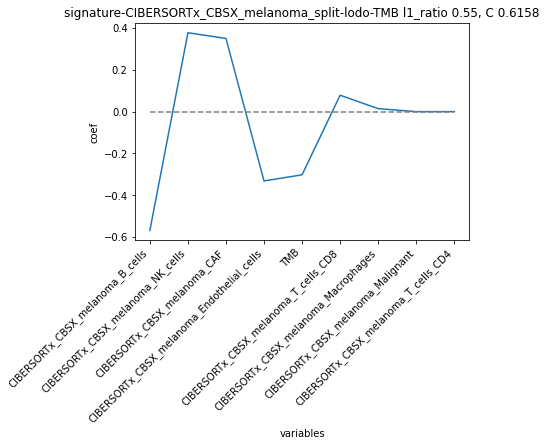 signature-CIBERSORTx_CBSX_melanoma_split-lodo-TMB l1_ratio 0.55, C 0.6158
0.4
0.2
0.0
−0.2
−0.4
−0.6
coef
CIBERSORTx_CBSX_melanoma_B_cells
CIBERSORTx_CBSX_melanoma_NK_cells
CIBERSORTx_CBSX_melanoma_CAF
CIBERSORTx_CBSX_melanoma_Endothelial_cells
TMB
CIBERSORTx_CBSX_melanoma_T_cells_CD8
CIBERSORTx_CBSX_melanoma_Macrophages
CIBERSORTx_CBSX_melanoma_Malignant
CIBERSORTx_CBSX_melanoma_T_cells_CD4
variables